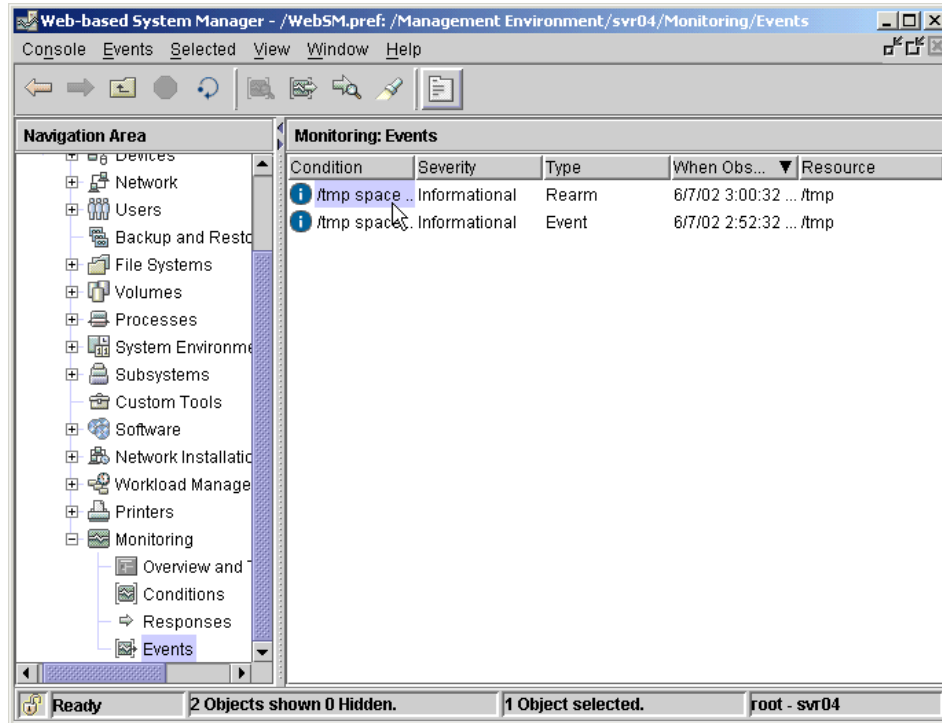 Web-based System Manager - /WebSM.pref: /Management Environment/svr04/Monitoring/Events
Console Events Selected View Window Help
Navigation Area
Devices
Network
Users
Backup and Resto
File Systems
Volumes
Processes
System Environme
Subsystems
Custom Tools
Software
Network Installatio
Workload Manage
Printers
Monitoring
Overview and T
Conditions
Responses
Events
Monitoring: Events
Condition Severity Type When Obs... Resource
/tmp space .. Informational Rearm 6/7/02 3:00:32 ... /tmp
/tmp space.. Informational Event 6/7/02 2:52:32 ... /tmp
Ready 2 Objects shown 0 Hidden. 1 Object selected. root - svr04